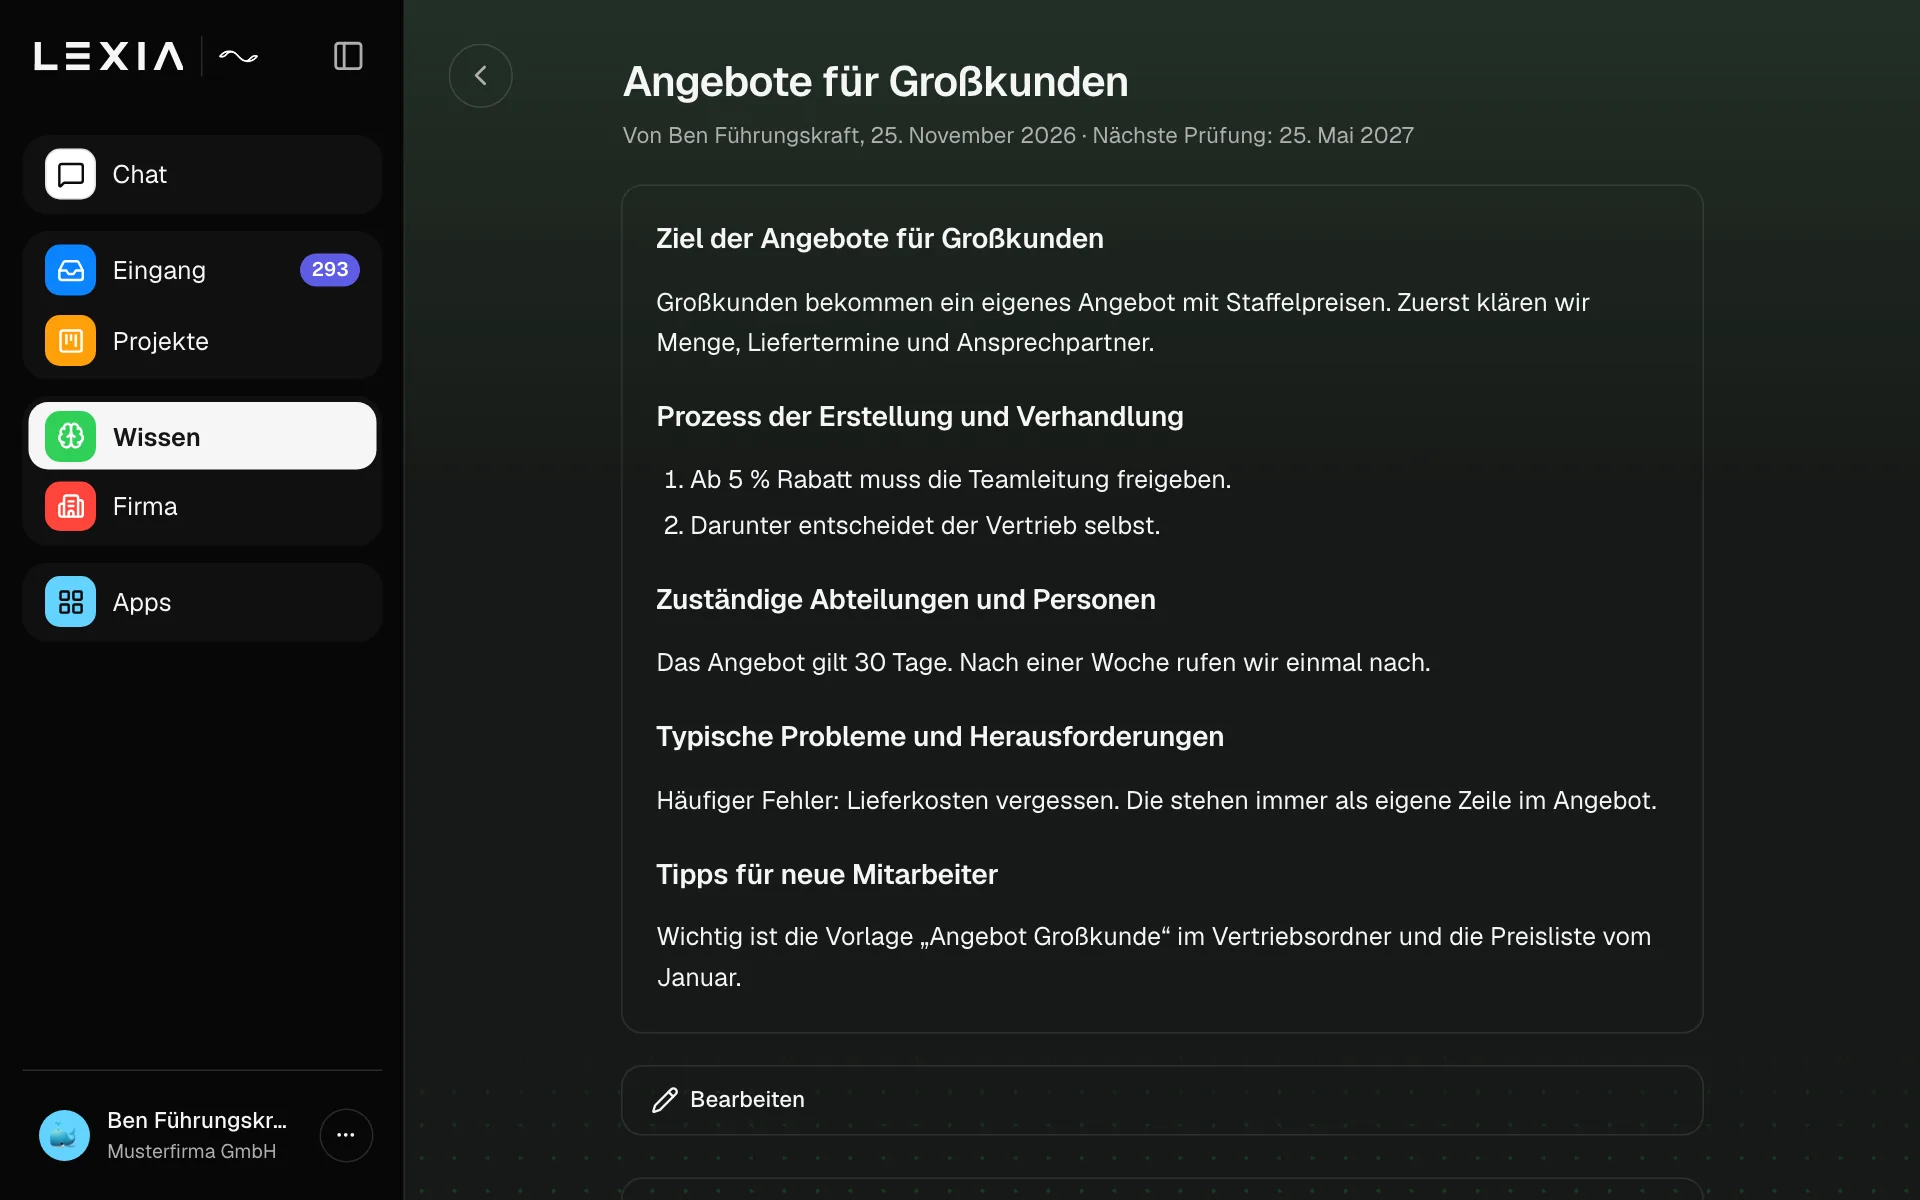 LEXIA
Chat
Eingang
293
Projekte
Wissen
Firma
Apps
Ben Führungskr...
Musterfirma GmbH
Angebote für Großkunden
Von Ben Führungskraft, 25. November 2026 · Nächste Prüfung: 25. Mai 2027
Ziel der Angebote für Großkunden
Großkunden bekommen ein eigenes Angebot mit Staffelpreisen. Zuerst klären wir
Menge, Liefertermine und Ansprechpartner.
Prozess der Erstellung und Verhandlung
1. Ab 5 % Rabatt muss die Teamleitung freigeben.
2. Darunter entscheidet der Vertrieb selbst.
Zuständige Abteilungen und Personen
Das Angebot gilt 30 Tage. Nach einer Woche rufen wir einmal nach.
Typische Probleme und Herausforderungen
Häufiger Fehler: Lieferkosten vergessen. Die stehen immer als eigene Zeile im Angebot.
Tipps für neue Mitarbeiter
Wichtig ist die Vorlage „Angebot Großkunde“ im Vertriebsordner und die Preisliste vom
Januar.
Bearbeiten